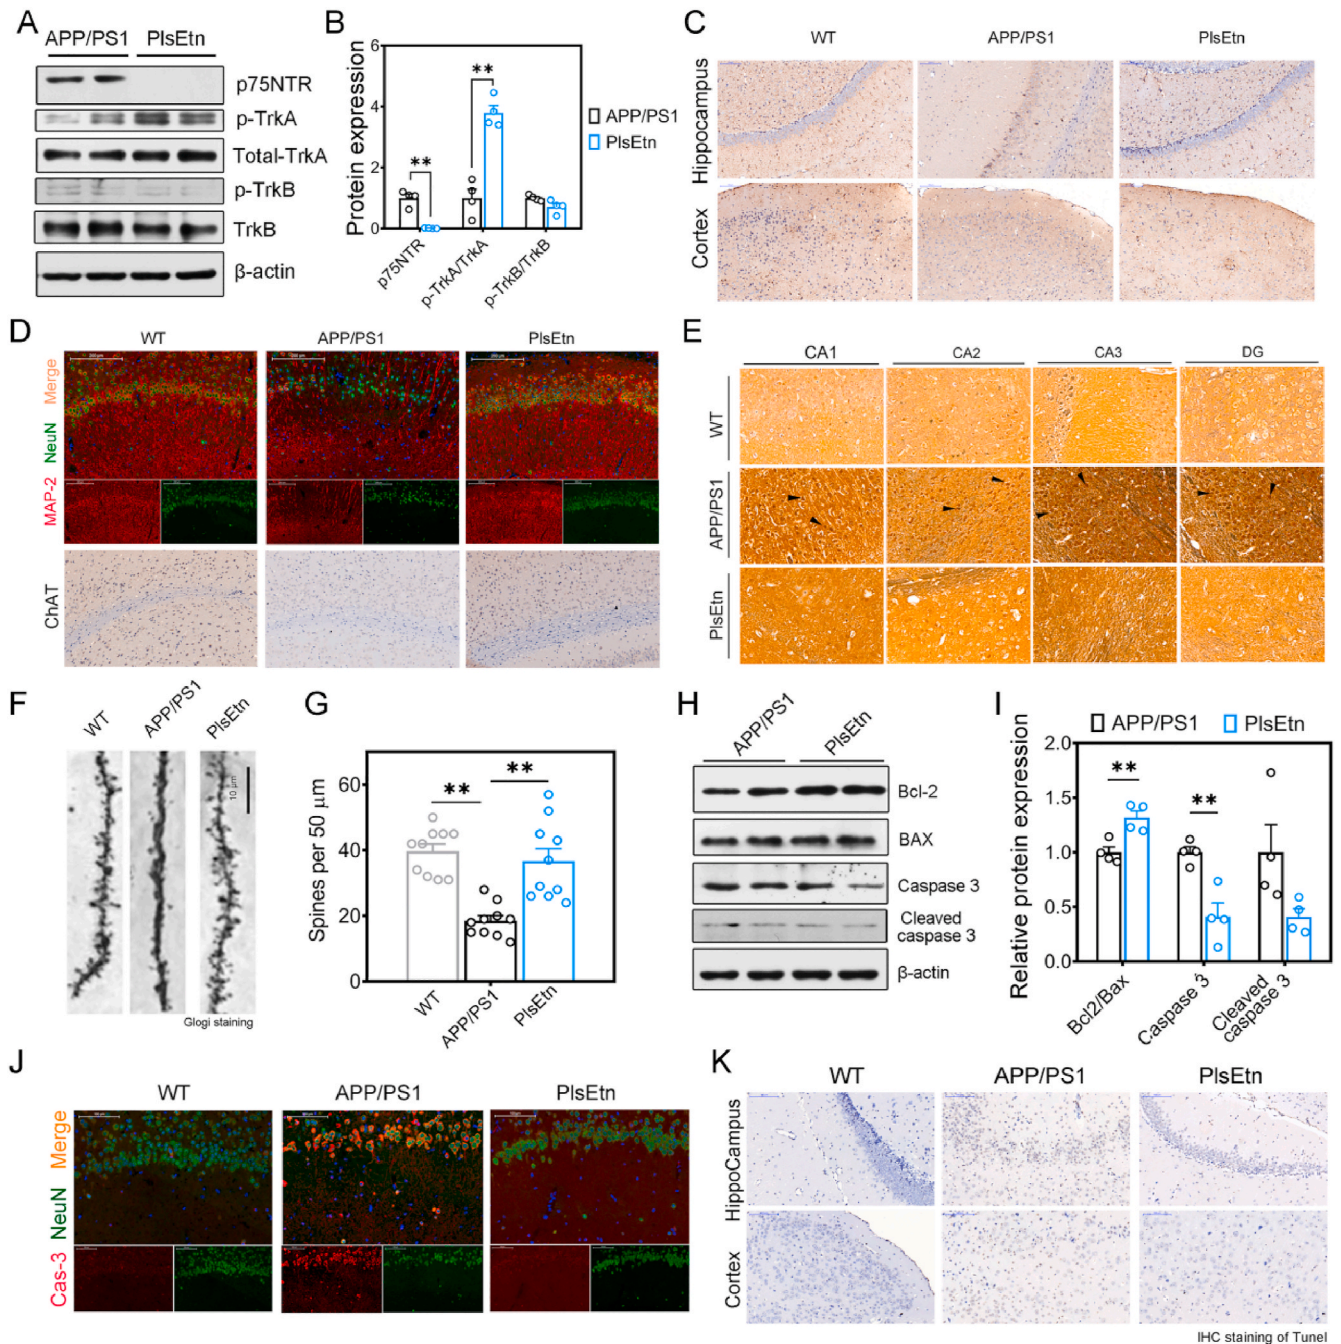 A
APP/PS1 PlsEtn
p75NTR
p-TrkA
Total-TrkA
p-TrkB
TrkB
β-actin
B
Protein expression
6
4
2
0
**
**
APP/PS1
PlsEtn
p75NTR
p-TrkA/TrkA
p-TrkB/TrkB
C
WT APP/PS1 PlsEtn
Hippocampus
Cortex
D
WT APP/PS1 PlsEtn
MAP-2 NeuN Merge
ChAT
E
CA1 CA2 CA3 DG
WT
APP/PS1
PlsEtn
F
WT APP/PS1 PlsEtn
10 μm
Glogi staining
G
Spines per 50 μm
60
40
20
0
** **
WT
APP/PS1
PlsEtn
H
APP/PS1 PlsEtn
Bcl-2
BAX
Caspase 3
Cleaved
caspase 3
β-actin
I
APP/PS1 PlsEtn
Relative protein expression
2.0
1.5
1.0
0.5
0.0
**
**
Bcl2/Bax
Caspase 3
Cleaved
caspase 3
J
WT APP/PS1 PlsEtn
Cas-3 NeuN Merge
K
WT APP/PS1 PlsEtn
HippoCampus
Cortex
IHC staining of Tunel